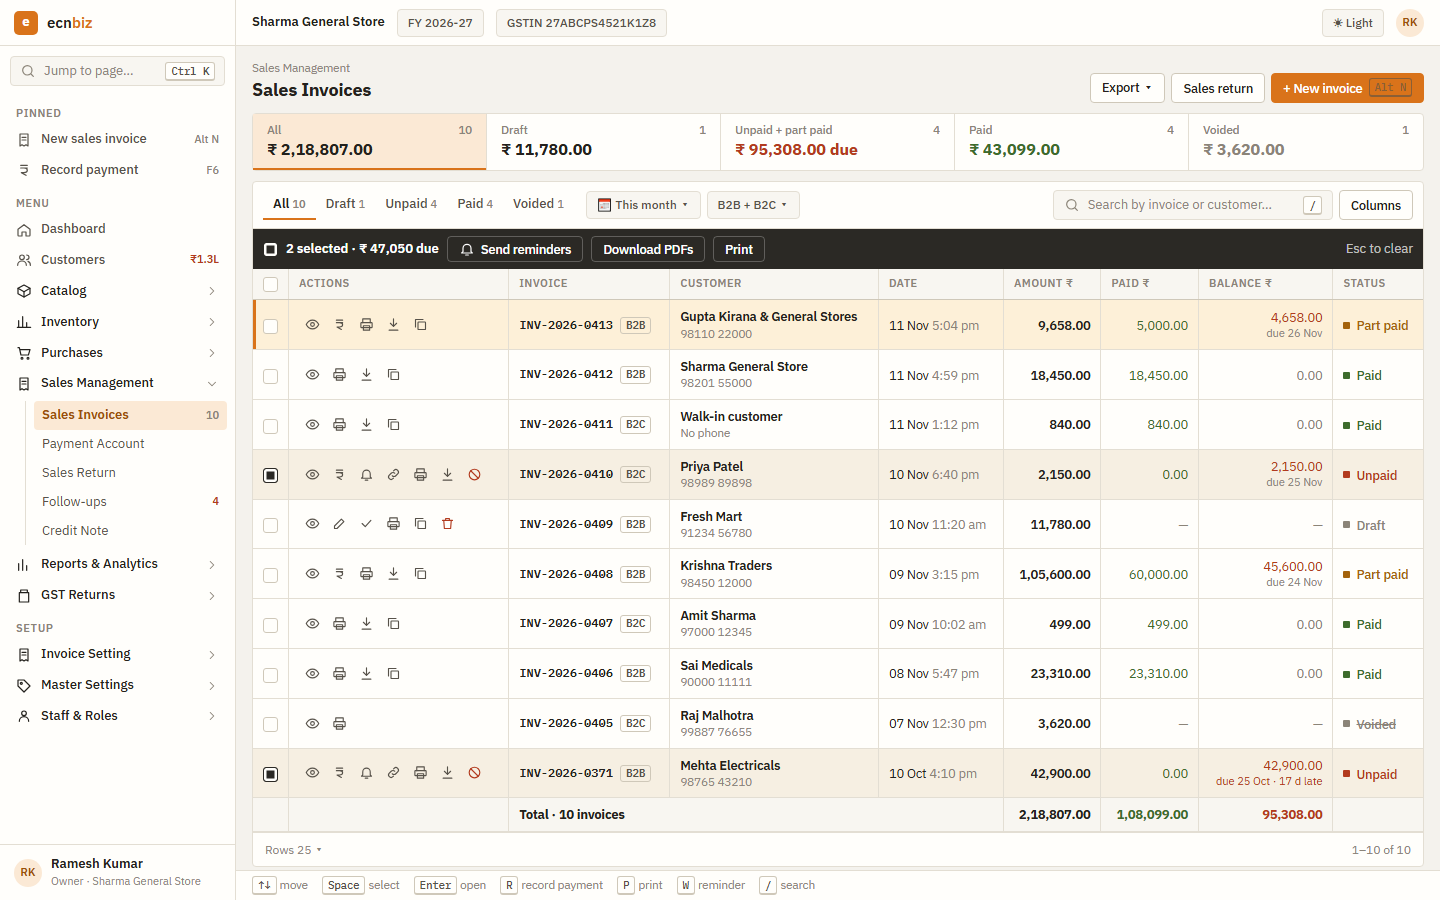 e ecnbiz
Jump to page... Ctrl K
PINNED
New sales invoice Alt N
Record payment F6
MENU
Dashboard
Customers ₹1.3L
Catalog
Inventory
Purchases
Sales Management
Sales Invoices 10
Payment Account
Sales Return
Follow-ups 4
Credit Note
Reports & Analytics
GST Returns
SETUP
Invoice Setting
Master Settings
Staff & Roles
RK Ramesh Kumar
Owner · Sharma General Store
Sharma General Store FY 2026-27 GSTIN 27ABCPS4521K1Z8 ☀ Light RK
Sales Management
Sales Invoices
Export ▾ Sales return + New invoice Alt N
All 10
₹ 2,18,807.00
Draft 1
₹ 11,780.00
Unpaid + part paid 4
₹ 95,308.00 due
Paid 4
₹ 43,099.00
Voided 1
₹ 3,620.00
All 10 Draft 1 Unpaid 4 Paid 4 Voided 1 This month ▾ B2B + B2C ▾ Search by invoice or customer... / Columns
2 selected · ₹ 47,050 due Send reminders Download PDFs Print Esc to clear
ACTIONS INVOICE CUSTOMER DATE AMOUNT ₹ PAID ₹ BALANCE ₹ STATUS
INV-2026-0413 B2B Gupta Kirana & General Stores 11 Nov 5:04 pm 9,658.00 5,000.00 4,658.00 Part paid
98110 22000 due 26 Nov
INV-2026-0412 B2B Sharma General Store 11 Nov 4:59 pm 18,450.00 18,450.00 0.00 Paid
98201 55000
INV-2026-0411 B2C Walk-in customer 11 Nov 1:12 pm 840.00 840.00 0.00 Paid
No phone
INV-2026-0410 B2C Priya Patel 10 Nov 6:40 pm 2,150.00 0.00 2,150.00 Unpaid
98989 89898 due 25 Nov
INV-2026-0409 B2B Fresh Mart 10 Nov 11:20 am 11,780.00 — — Draft
91234 56780
INV-2026-0408 B2B Krishna Traders 09 Nov 3:15 pm 1,05,600.00 60,000.00 45,600.00 Part paid
98450 12000 due 24 Nov
INV-2026-0407 B2C Amit Sharma 09 Nov 10:02 am 499.00 499.00 0.00 Paid
97000 12345
INV-2026-0406 B2B Sai Medicals 08 Nov 5:47 pm 23,310.00 23,310.00 0.00 Paid
90000 11111
INV-2026-0405 B2C Raj Malhotra 07 Nov 12:30 pm 3,620.00 — — Voided
99887 76655
INV-2026-0371 B2B Mehta Electricals 10 Oct 4:10 pm 42,900.00 0.00 42,900.00 Unpaid
98765 43210 due 25 Oct · 17 d late
Total · 10 invoices 2,18,807.00 1,08,099.00 95,308.00
Rows 25 ▾ 1–10 of 10
↑↓ move Space select Enter open R record payment P print W reminder / search